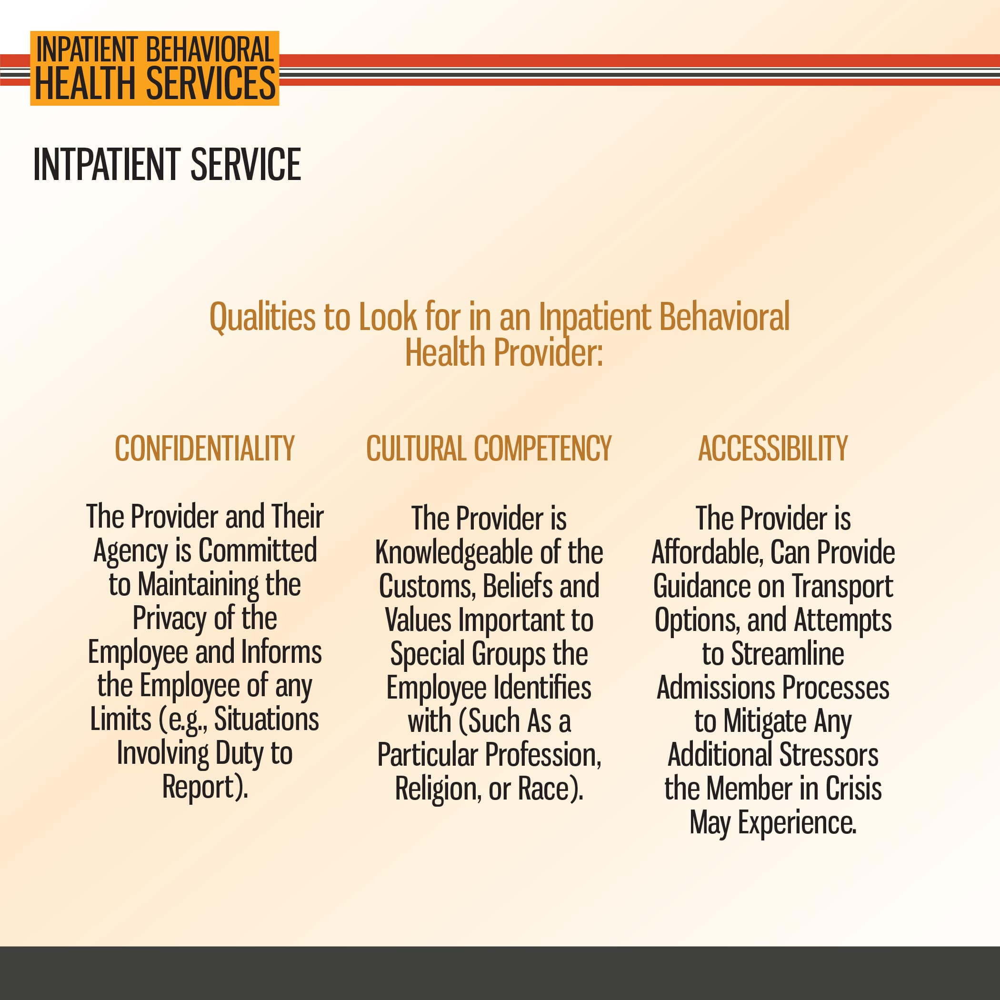 INPATIENT BEHAVIORAL
HEALTH SERVICES
INTPATIENT SERVICE
Qualities to Look for in an Inpatient Behavioral
Health Provider:
CONFIDENTIALITY
The Provider and Their
Agency is Committed
to Maintaining the
Privacy of the
Employee and Informs
the Employee of any
Limits (e.g., Situations
Involving Duty to
Report).
CULTURAL COMPETENCY
The Provider is
Knowledgeable of the
Customs, Beliefs and
Values Important to
Special Groups the
Employee Identifies
with (Such As a
Particular Profession,
Religion, or Race).
ACCESSIBILITY
The Provider is
Affordable, Can Provide
Guidance on Transport
Options, and Attempts
to Streamline
Admissions Processes
to Mitigate Any
Additional Stressors
the Member in Crisis
May Experience.